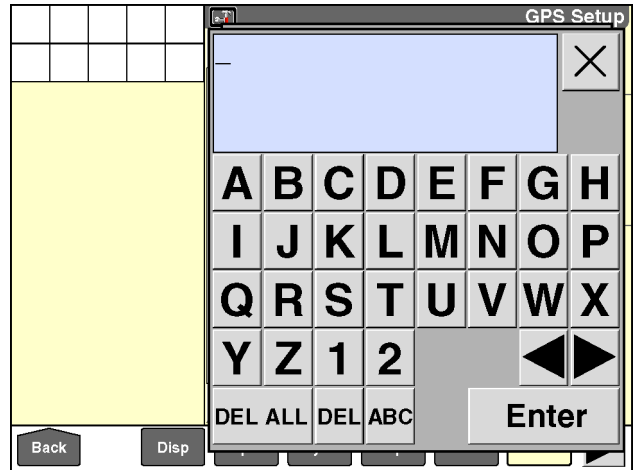 GPS Setup
_
A B C D E F G H
I J K L M N O P
Q R S T U V W X
Y Z 1 2
DEL ALL DEL ABC Enter
Back Disp